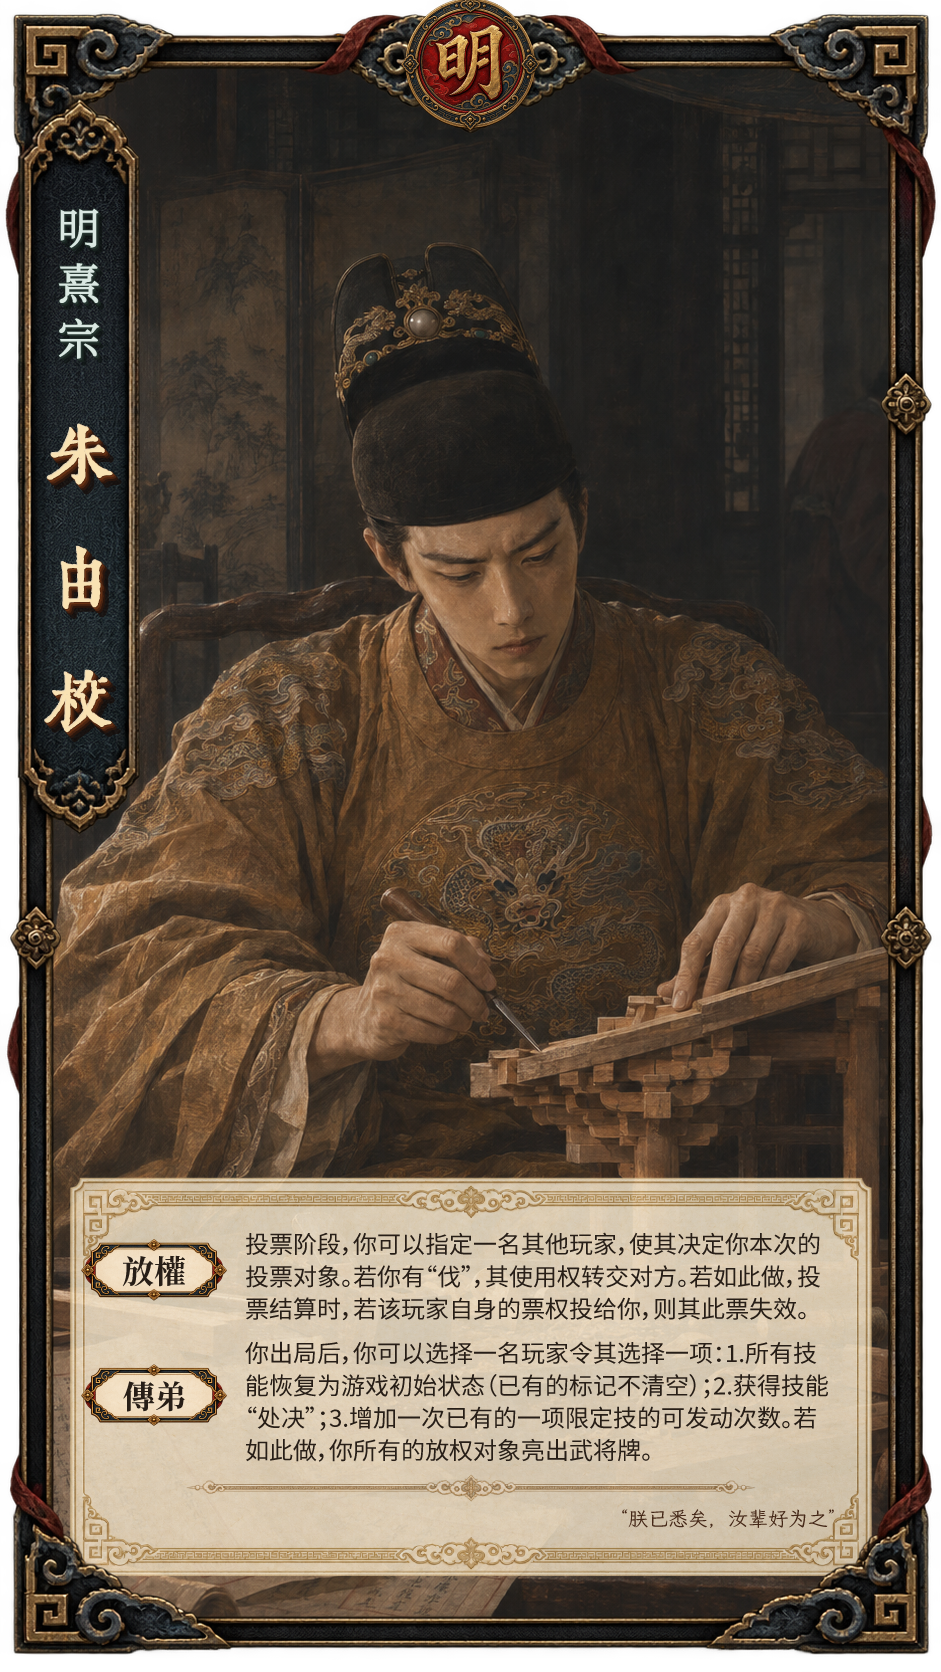 明
明熹宗
朱由校
放權
投票阶段，你可以指定一名其他玩家，使其决定你本次的
投票对象。若你有“伐”，其使用权转交对方。若如此做，投
票结算时，若该玩家自身的票权投给你，则其此票失效。
傳弟
你出局后，你可以选择一名玩家令其选择一项：1.所有技
能恢复为游戏初始状态（已有的标记不清空）；2.获得技能
“处决”；3.增加一次已有的一项限定技的可发动次数。若
如此做，你所有的放权对象亮出武将牌。
“朕已悉矣，汝辈好为之”